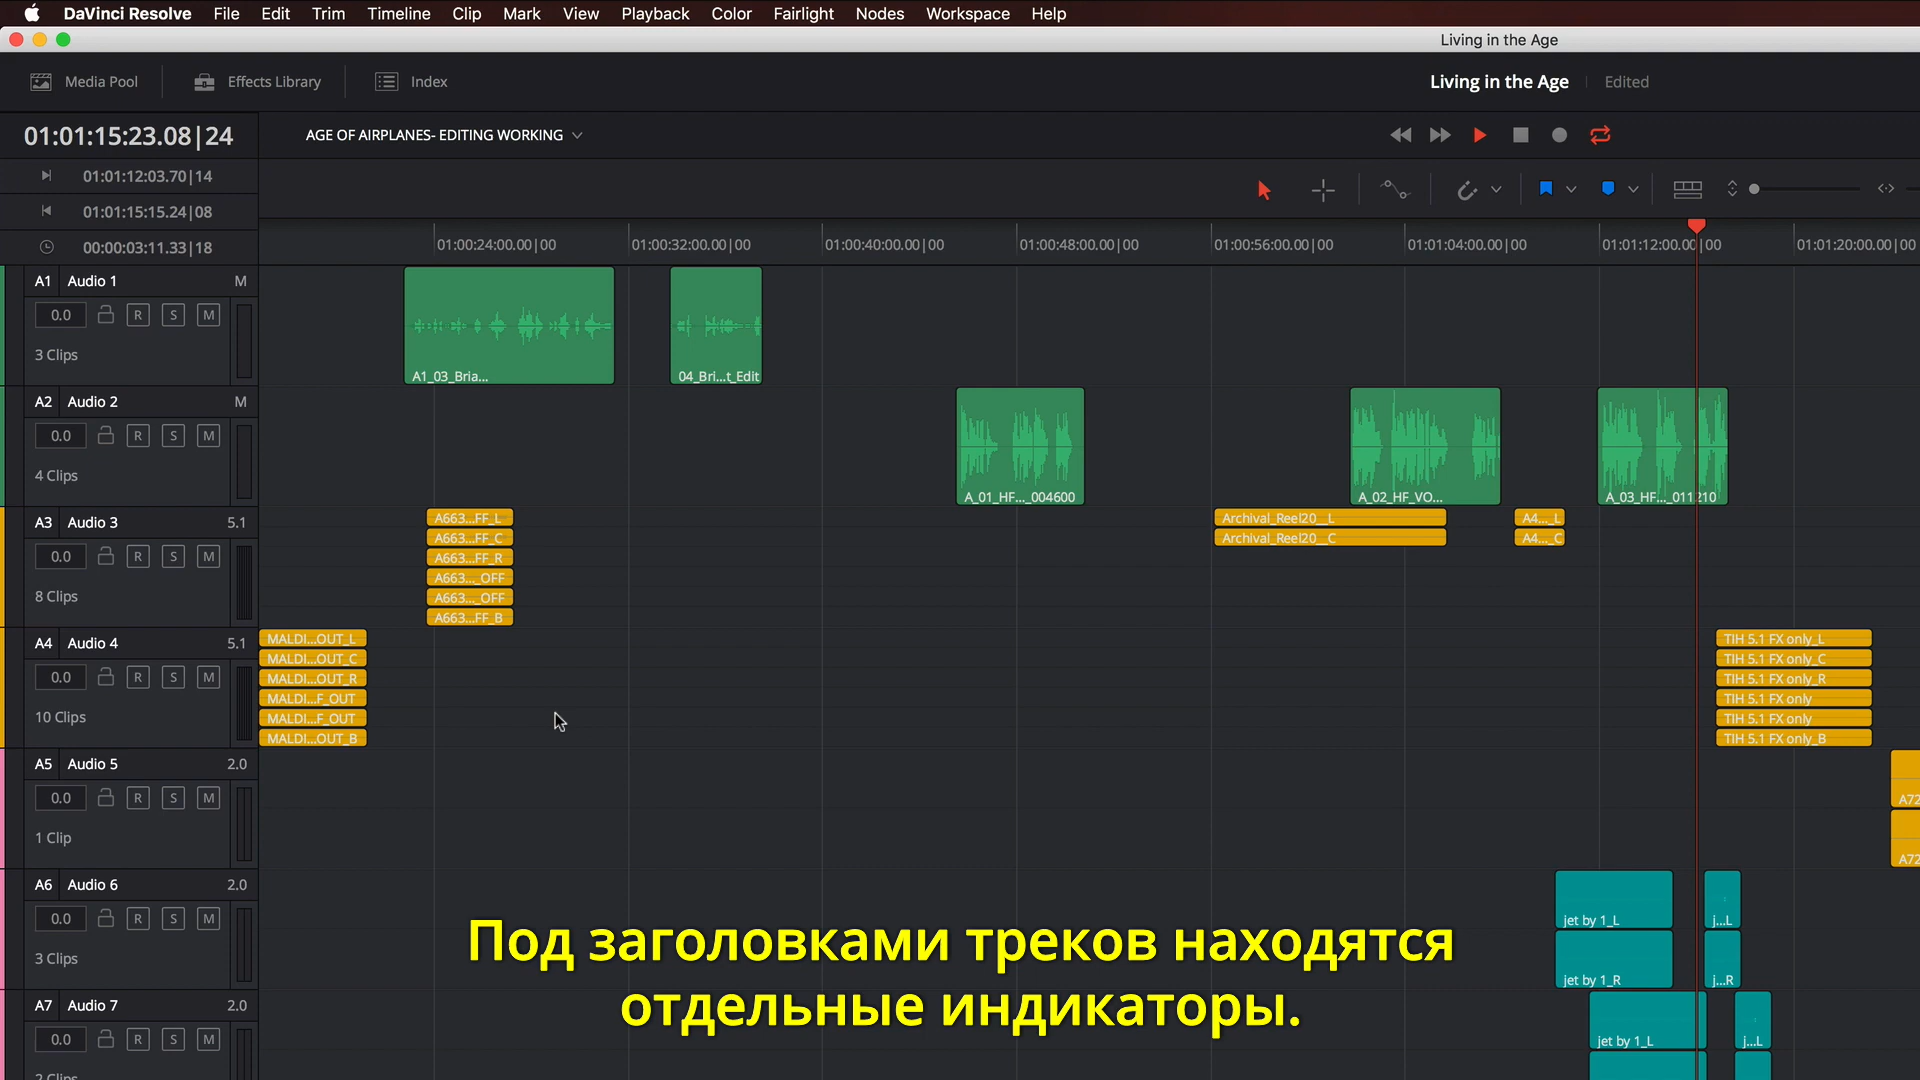 DaVinci Resolve File Edit Trim Timeline Clip Mark View Playback Color Fairlight Nodes Workspace Help
Living in the Age
Media Pool Effects Library Index Living in the Age Edited
01:01:15:23.08|24 AGE OF AIRPLANES- EDITING WORKING
01:01:12:03.70|14
01:01:15:15.24|08
00:00:03:11.33|18
01:00:24:00.00|00 01:00:32:00.00|00 01:00:40:00.00|00 01:00:48:00.00|00 01:00:56:00.00|00 01:01:04:00.00|00 01:01:12:00.00|00 01:01:20:00.00|00
A1 Audio 1 M
0.0 R S M
3 Clips
A1_03_Bria... 04_Bri...t_Edit
A2 Audio 2 M
0.0 R S M
4 Clips
A_01_HF..._004600 A_02_HF_VO... A_03_HF..._011210
A3 Audio 3 5.1
0.0 R S M
8 Clips
A663...FF_L
A663...FF_C
A663...FF_R
A663..._OFF
A663..._OFF
A663...FF_B
Archival_Reel20__L
Archival_Reel20__C
A4..._L
A4..._C
A4 Audio 4 5.1
0.0 R S M
10 Clips
MALDI...OUT_L
MALDI...OUT_C
MALDI...OUT_R
MALDI...F_OUT
MALDI...F_OUT
MALDI...OUT_B
TIH 5.1 FX only_L
TIH 5.1 FX only_C
TIH 5.1 FX only_R
TIH 5.1 FX only
TIH 5.1 FX only
TIH 5.1 FX only_B
A5 Audio 5 2.0
0.0 R S M
1 Clip
A72
A72
A6 Audio 6 2.0
0.0 R S M
3 Clips
jet by 1_L j...L
jet by 1_R j...R
A7 Audio 7 2.0
0.0 R S M
2 Clips
jet by 1_L j...L
Под заголовками треков находятся
отдельные индикаторы.